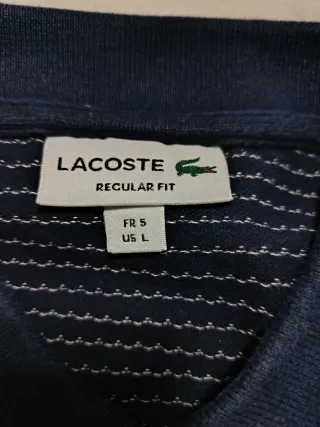 LACOSTE
REGULAR FIT
FR 5
US L